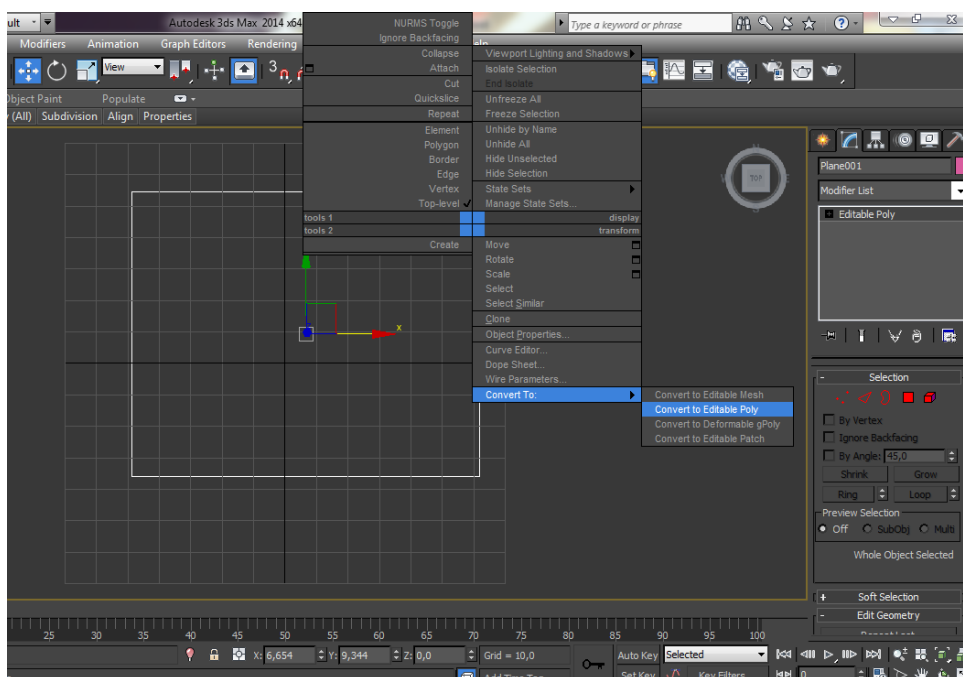 ult
Autodesk 3ds Max 2014 x64
Type a keyword or phrase
Modifiers Animation Graph Editors Rendering
View
3
Object Paint Populate
(All) Subdivision Align Properties
NURMS Toggle
Ignore Backfacing
Collapse
Attach
Cut
Quickslice
Repeat
Element
Polygon
Border
Edge
Vertex
Top-level
tools 1
tools 2
Create
Viewport Lighting and Shadows
Isolate Selection
End Isolate
Unfreeze All
Freeze Selection
Unhide by Name
Unhide All
Hide Unselected
Hide Selection
State Sets
Manage State Sets...
display
transform
Move
Rotate
Scale
Select
Select Similar
Clone
Object Properties...
Curve Editor...
Dope Sheet...
Wire Parameters...
Convert To:
Convert to Editable Mesh
Convert to Editable Poly
Convert to Deformable gPoly
Convert to Editable Patch
TOP
x
Plane001
Modifier List
Editable Poly
Selection
By Vertex
Ignore Backfacing
By Angle: 45,0
Shrink Grow
Ring Loop
Preview Selection
Off SubObj Multi
Whole Object Selected
+ Soft Selection
- Edit Geometry
Repeat Last
25 30 35 40 45 50 55 60 65 70 75 80 85 90 95 100
X: 6,654 Y: 9,344 Z: 0,0 Grid = 10,0
Auto Key Selected
Add Time Tag
Set Key Key Filters... 0